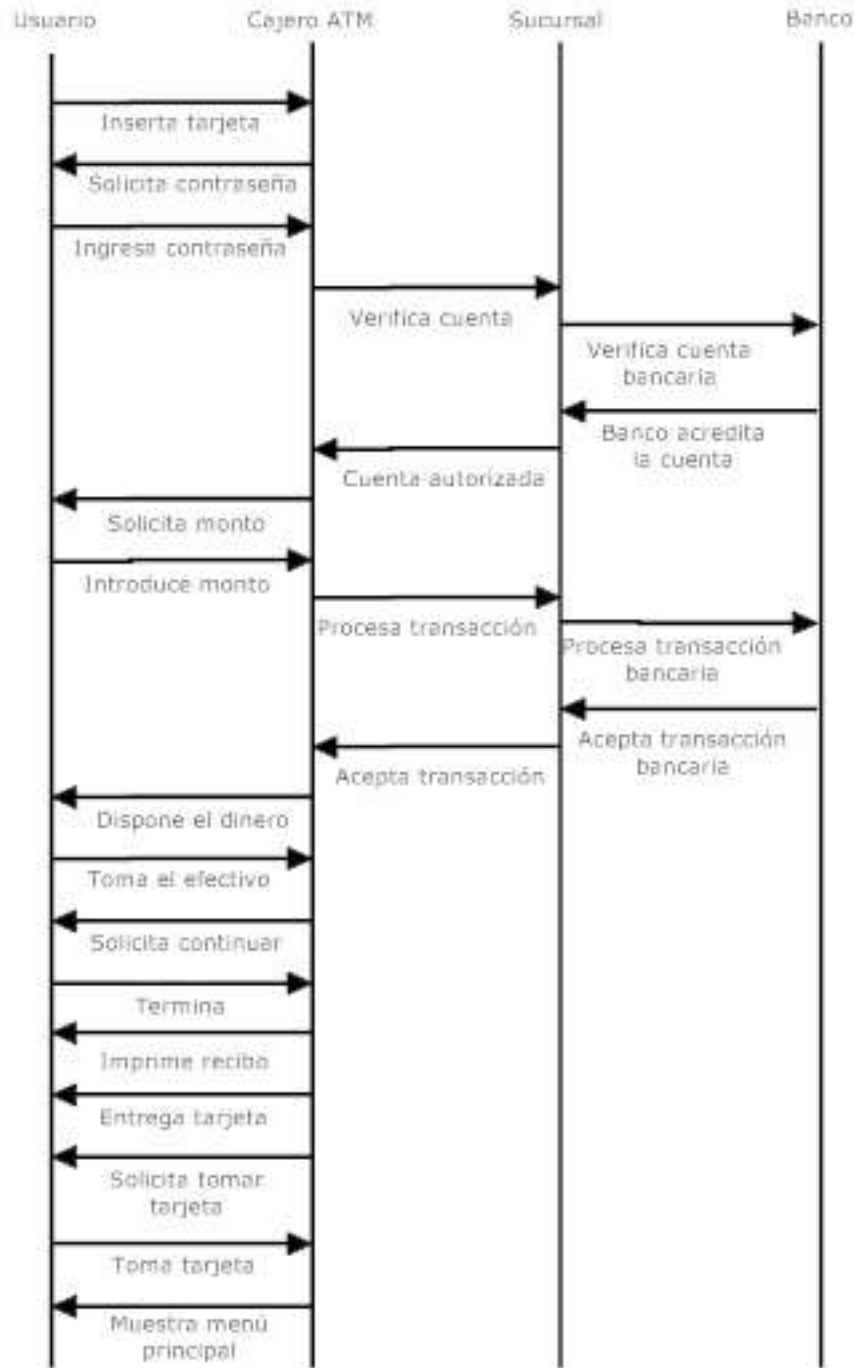 Usuario
Cajero ATM
Sucursal
Banco
Inserta tarjeta
Solicita contraseña
Ingresa contraseña
Verifica cuenta
Verifica cuenta
bancaria
Banco acredita
la cuenta
Cuenta autorizada
Solicita monto
Introduce monto
Procesa transacción
Procesa transacción
bancaria
Acepta transacción
bancaria
Acepta transacción
Dispone el dinero
Toma el efectivo
Solicita continuar
Termina
Imprime recibo
Entrega tarjeta
Solicita tomar
tarjeta
Toma tarjeta
Muestra menú
principal